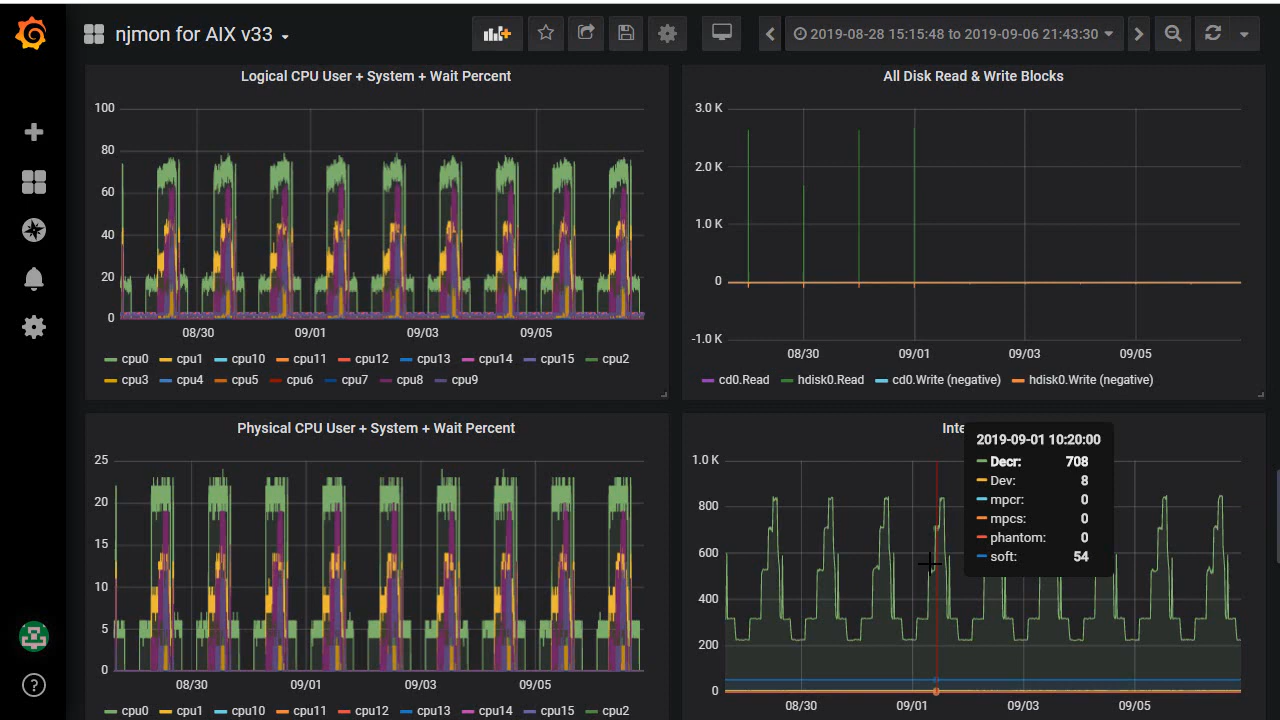 njmon for AIX v33
2019-08-28 15:15:48 to 2019-09-06 21:43:30
Logical CPU User + System + Wait Percent
100
80
60
40
20
0
08/30 09/01 09/03 09/05
cpu0 cpu1 cpu10 cpu11 cpu12 cpu13 cpu14 cpu15 cpu2
cpu3 cpu4 cpu5 cpu6 cpu7 cpu8 cpu9
All Disk Read & Write Blocks
3.0 K
2.0 K
1.0 K
0
-1.0 K
08/30 09/01 09/03 09/05
cd0.Read hdisk0.Read cd0.Write (negative) hdisk0.Write (negative)
Physical CPU User + System + Wait Percent
25
20
15
10
5
0
08/30 09/01 09/03 09/05
cpu0 cpu1 cpu10 cpu11 cpu12 cpu13 cpu14 cpu15 cpu2
1.0 K
800
600
400
200
0
08/30 09/01 09/03 09/05
2019-09-01 10:20:00
Decr: 708
Dev: 8
mpcr: 0
mpcs: 0
phantom: 0
soft: 54